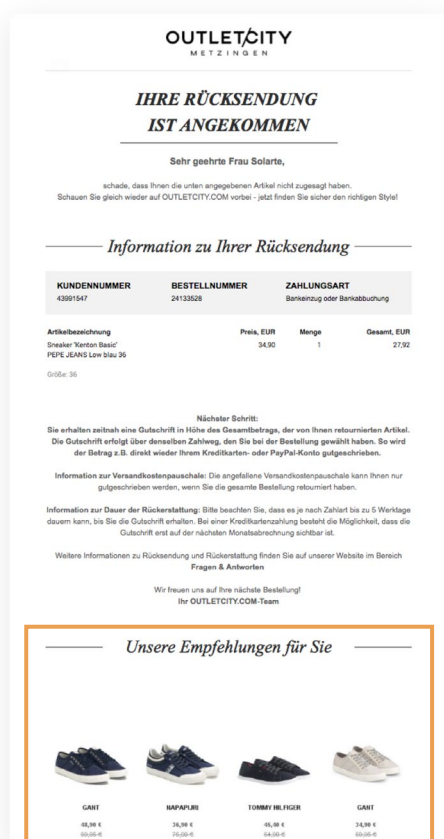 OUTLETCITY
METZINGEN
IHRE RÜCKSENDUNG
IST ANGEKOMMEN
Sehr geehrte Frau Solarte,
schade, dass Ihnen die unten angegebenen Artikel nicht zugesagt haben.
Schauen Sie gleich wieder auf OUTLETCITY.COM vorbei - jetzt finden Sie sicher den richtigen Style!
Information zu Ihrer Rücksendung
KUNDENNUMMER BESTELLNUMMER ZAHLUNGSART
43991547 24133528 Bankeinzug oder Bankabbuchung
Artikelbezeichnung Preis, EUR Menge Gesamt, EUR
Sneaker 'Kenton Basic' 34,90 1 27,92
PEPE JEANS Low blau 36
Größe: 36
Nächster Schritt:
Sie erhalten zeitnah eine Gutschrift in Höhe des Gesamtbetrags, der von Ihnen retournierten Artikel.
Die Gutschrift erfolgt über denselben Zahlweg, den Sie bei der Bestellung gewählt haben. So wird
der Betrag z.B. direkt wieder Ihrem Kreditkarten- oder PayPal-Konto gutgeschrieben.
Information zur Versandkostenpauschale: Die angefallene Versandkostenpauschale kann Ihnen nur
gutgeschrieben werden, wenn Sie die gesamte Bestellung retourniert haben.
Information zur Dauer der Rückerstattung: Bitte beachten Sie, dass es je nach Zahlart bis zu 5 Werktage
dauern kann, bis Sie die Gutschrift erhalten. Bei einer Kreditkartenzahlung besteht die Möglichkeit, dass die
Gutschrift erst auf der nächsten Monatsabrechnung sichtbar ist.
Weitere Informationen zu Rücksendung und Rückerstattung finden Sie auf unserer Website im Bereich
Fragen & Antworten
Wir freuen uns auf Ihre nächste Bestellung!
Ihr OUTLETCITY.COM-Team
Unsere Empfehlungen für Sie
GANT NAPAPIJRI TOMMY HILFIGER GANT
48,90 € 36,90 € 45,90 € 34,90 €
69,95 € 75,00 € 64,90 € 69,95 €